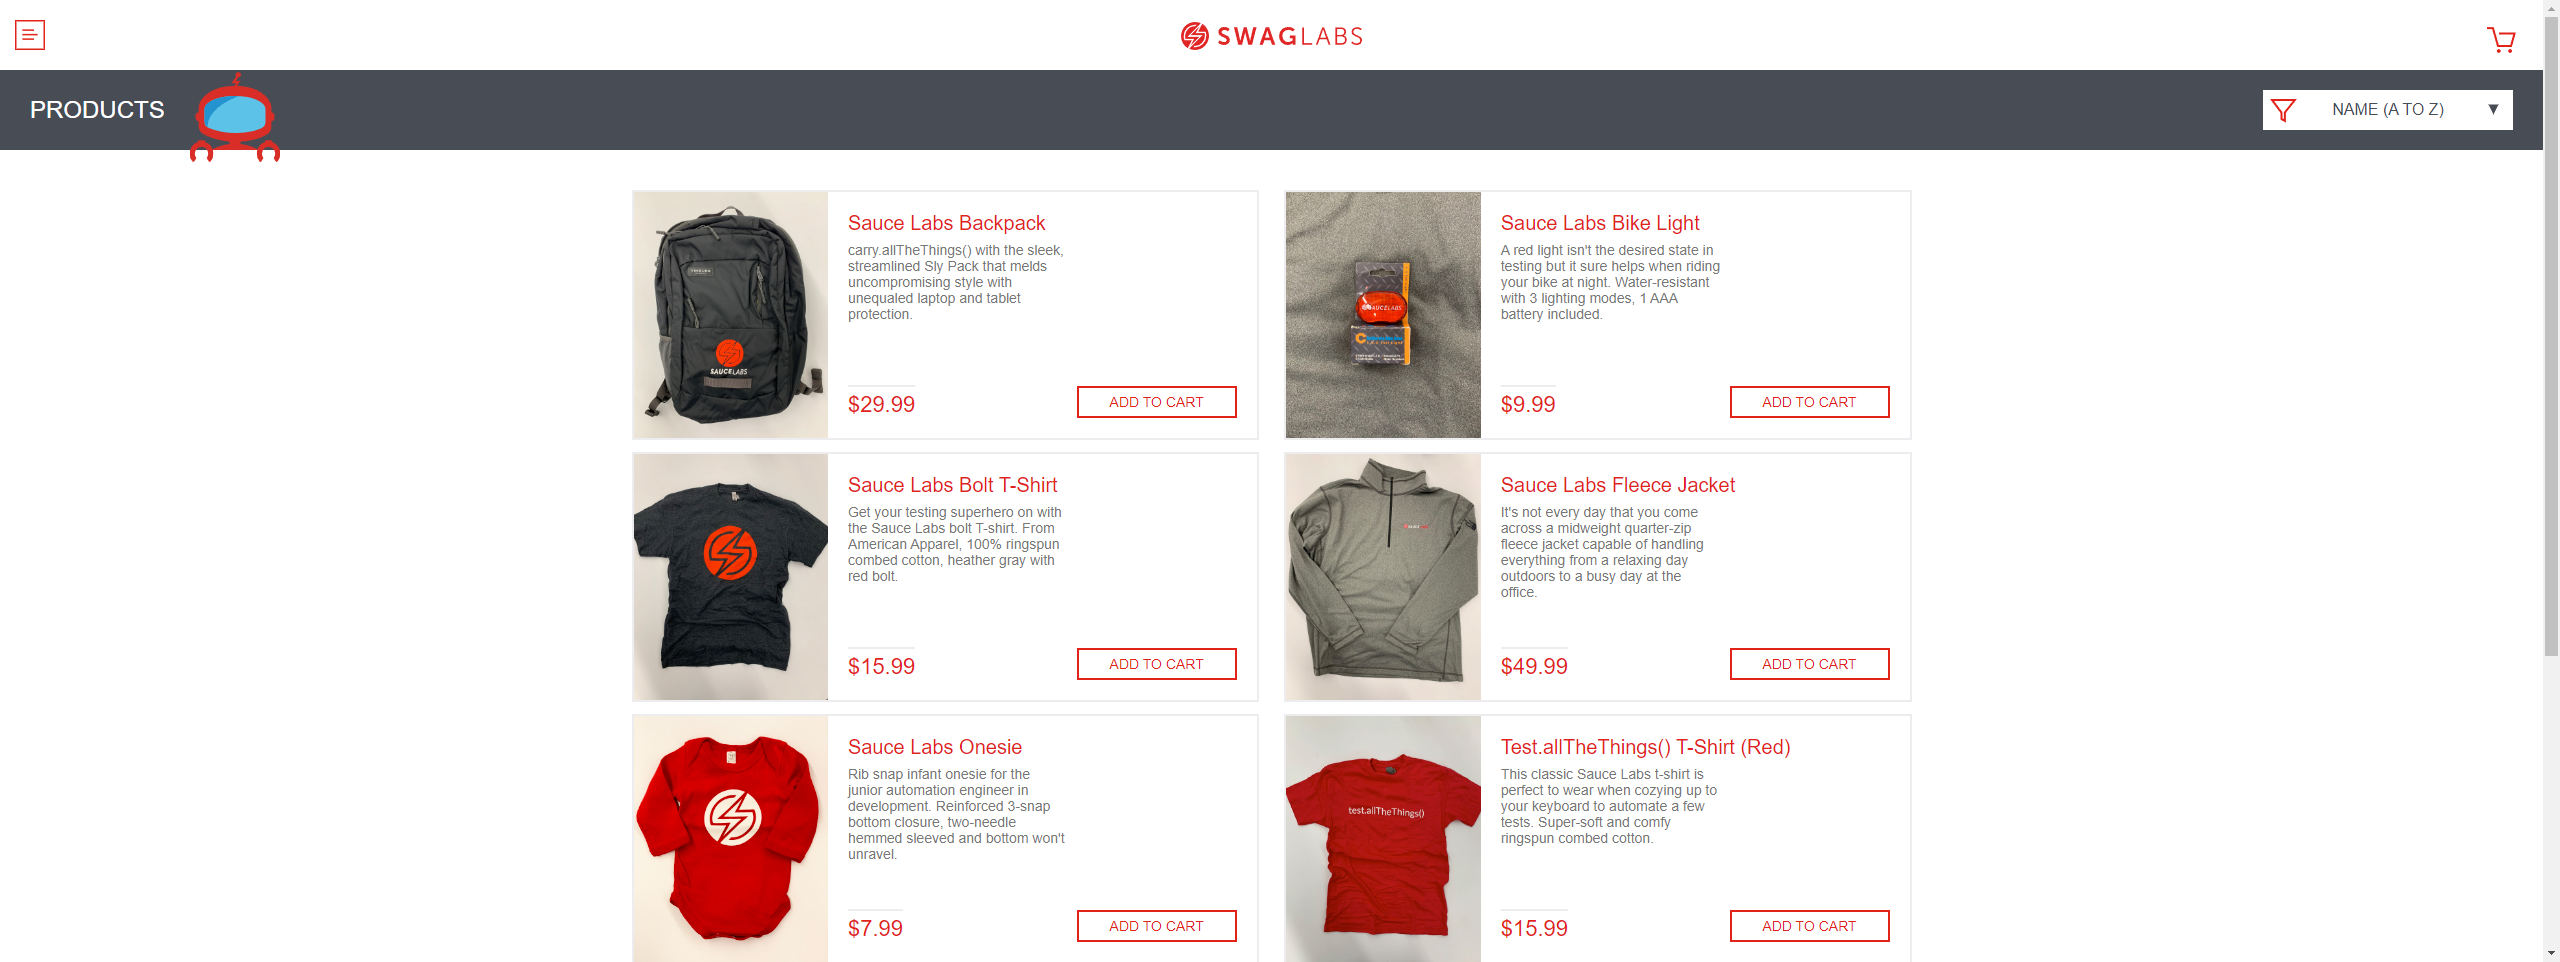 SWAGLABS
PRODUCTS
NAME (A TO Z)
Sauce Labs Backpack
carry.allTheThings() with the sleek,
streamlined Sly Pack that melds
uncompromising style with
unequaled laptop and tablet
protection.
SAUCELABS
$29.99
ADD TO CART
Sauce Labs Bike Light
A red light isn't the desired state in
testing but it sure helps when riding
your bike at night. Water-resistant
with 3 lighting modes, 1 AAA
battery included.
SAUCELABS
$9.99
ADD TO CART
Sauce Labs Bolt T-Shirt
Get your testing superhero on with
the Sauce Labs bolt T-shirt. From
American Apparel, 100% ringspun
combed cotton, heather gray with
red bolt.
$15.99
ADD TO CART
Sauce Labs Fleece Jacket
It's not every day that you come
across a midweight quarter-zip
fleece jacket capable of handling
everything from a relaxing day
outdoors to a busy day at the
office.
$49.99
ADD TO CART
Sauce Labs Onesie
Rib snap infant onesie for the
junior automation engineer in
development. Reinforced 3-snap
bottom closure, two-needle
hemmed sleeved and bottom won't
unravel.
$7.99
ADD TO CART
Test.allTheThings() T-Shirt (Red)
This classic Sauce Labs t-shirt is
perfect to wear when cozying up to
your keyboard to automate a few
tests. Super-soft and comfy
ringspun combed cotton.
test.allTheThings()
$15.99
ADD TO CART